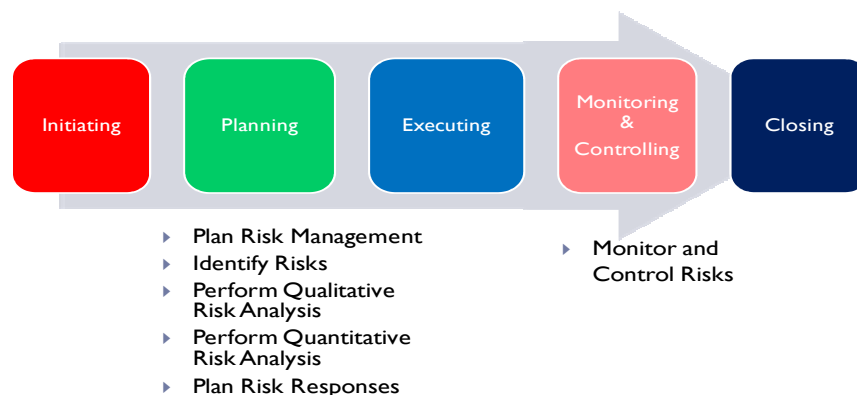 Initiating
Planning
Executing
Monitoring
&
Controlling
Closing
Plan Risk Management
Identify Risks
Perform Qualitative
Risk Analysis
Perform Quantitative
Risk Analysis
Plan Risk Responses
Monitor and
Control Risks